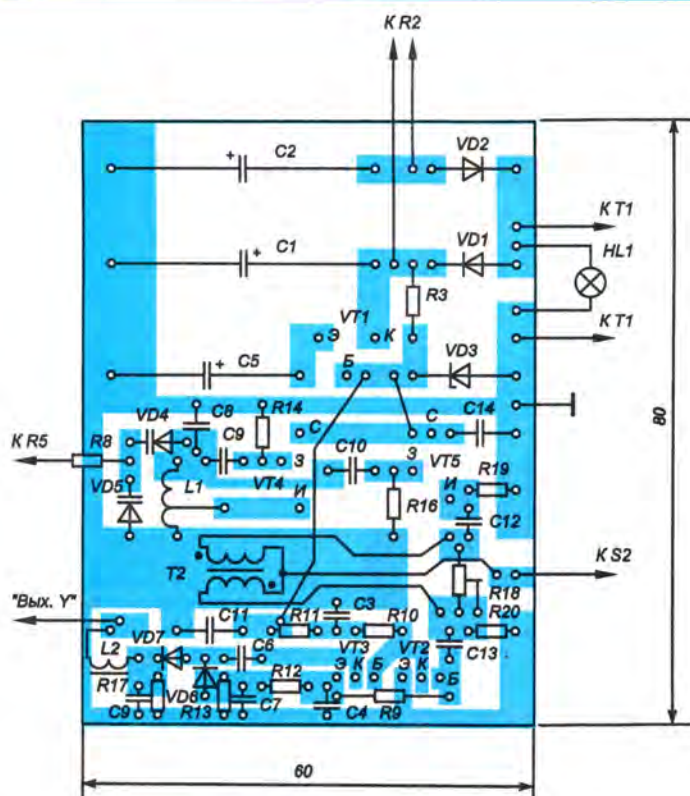 К R2
C2
VD2
К T1
C1
VD1
HL1
R3
VT1
Э
К
К T1
C5
Б
VD3
C8
R14
C
C
C14
VD4
К R5
R8
C9
З
C10
З
VT5
VD5
L1
VT4
И
R16
И
R19
C12
80
T2
К S2
R18
"Вых. Y"
C11
R11
C3
R10
R20
L2
VD7
C6
VT3
VT2
C13
R17
R12
Э
К
Б
Э
К
Б
C9
VD6
R13
C7
C4
R9
60